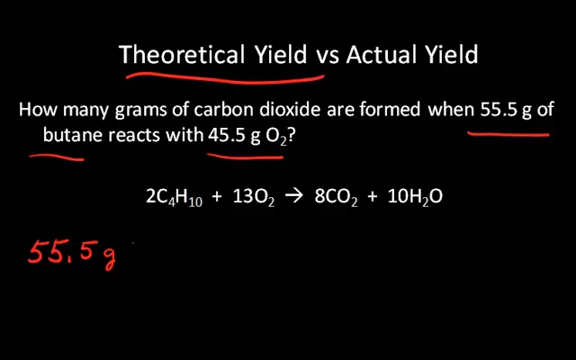 Theoretical Yield vs Actual Yield
How many grams of carbon dioxide are formed when 55.5 g of
butane reacts with 45.5 g O₂?
2C₄H₁₀ + 13O₂ → 8CO₂ + 10H₂O
55.5 g